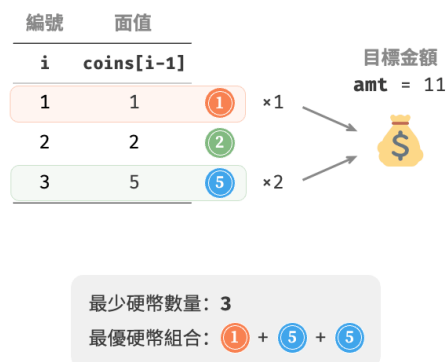 編號 面值
i coins[i-1]
目標金額
amt = 11
1 1 1 ×1
2 2 2
3 5 5 ×2
$
最少硬幣數量：3
最優硬幣組合：1 + 5 + 5